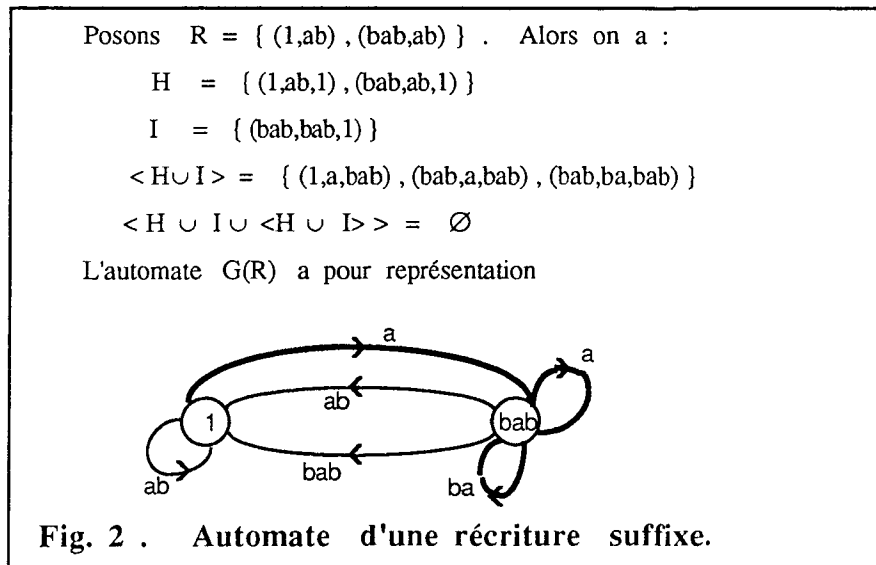 Posons R = { (1,ab) , (bab,ab) } . Alors on a :
H = { (1,ab,1) , (bab,ab,1) }
I = { (bab,bab,1) }
< H∪ I > = { (1,a,bab) , (bab,a,bab) , (bab,ba,bab) }
< H ∪ I ∪ <H ∪ I> > = ∅
L'automate G(R) a pour représentation
a
a
ab
1
bab
bab
ab
ba
Fig. 2 . Automate d'une récriture suffixe.